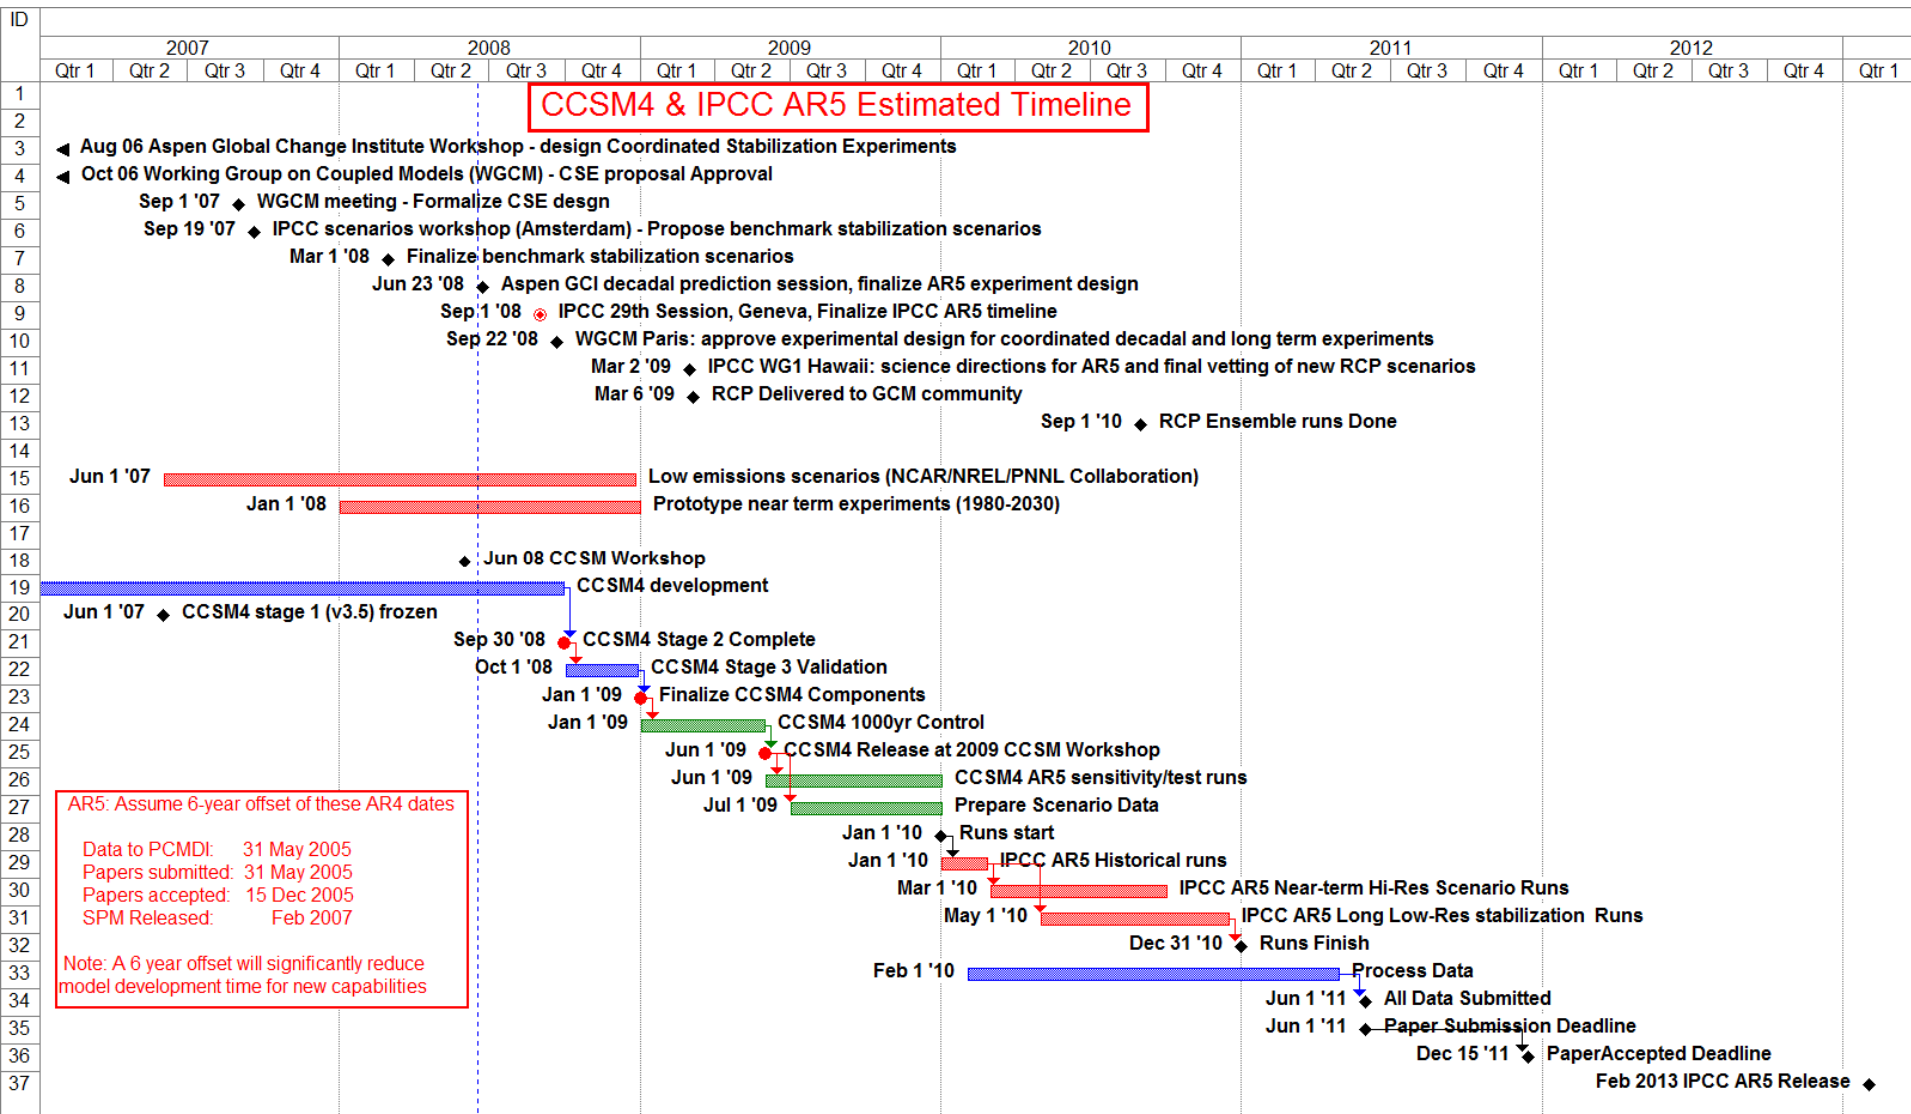 ID
2007 2008 2009 2010 2011 2012
Qtr 1 Qtr 2 Qtr 3 Qtr 4 Qtr 1 Qtr 2 Qtr 3 Qtr 4 Qtr 1 Qtr 2 Qtr 3 Qtr 4 Qtr 1 Qtr 2 Qtr 3 Qtr 4 Qtr 1 Qtr 2 Qtr 3 Qtr 4 Qtr 1 Qtr 2 Qtr 3 Qtr 4 Qtr 1
1
CCSM4 & IPCC AR5 Estimated Timeline
2
3 Aug 06 Aspen Global Change Institute Workshop - design Coordinated Stabilization Experiments
4 Oct 06 Working Group on Coupled Models (WGCM) - CSE proposal Approval
5 Sep 1 '07 WGCM meeting - Formalize CSE desgn
6 Sep 19 '07 IPCC scenarios workshop (Amsterdam) - Propose benchmark stabilization scenarios
7 Mar 1 '08 Finalize benchmark stabilization scenarios
8 Jun 23 '08 Aspen GCI decadal prediction session, finalize AR5 experiment design
9 Sep 1 '08 IPCC 29th Session, Geneva, Finalize IPCC AR5 timeline
10 Sep 22 '08 WGCM Paris: approve experimental design for coordinated decadal and long term experiments
11 Mar 2 '09 IPCC WG1 Hawaii: science directions for AR5 and final vetting of new RCP scenarios
12 Mar 6 '09 RCP Delivered to GCM community
13 Sep 1 '10 RCP Ensemble runs Done
14
15 Jun 1 '07 Low emissions scenarios (NCAR/NREL/PNNL Collaboration)
16 Jan 1 '08 Prototype near term experiments (1980-2030)
17
18 Jun 08 CCSM Workshop
19 CCSM4 development
20 Jun 1 '07 CCSM4 stage 1 (v3.5) frozen
21 Sep 30 '08 CCSM4 Stage 2 Complete
22 Oct 1 '08 CCSM4 Stage 3 Validation
23 Jan 1 '09 Finalize CCSM4 Components
24 Jan 1 '09 CCSM4 1000yr Control
25 Jun 1 '09 CCSM4 Release at 2009 CCSM Workshop
26 Jun 1 '09 CCSM4 AR5 sensitivity/test runs
27 Jul 1 '09 Prepare Scenario Data
28 Jan 1 '10 Runs start
29 Jan 1 '10 IPCC AR5 Historical runs
30 Mar 1 '10 IPCC AR5 Near-term Hi-Res Scenario Runs
31 May 1 '10 IPCC AR5 Long Low-Res stabilization Runs
32 Dec 31 '10 Runs Finish
33 Feb 1 '10 Process Data
34 Jun 1 '11 All Data Submitted
35 Jun 1 '11 Paper Submission Deadline
36 Dec 15 '11 PaperAccepted Deadline
37 Feb 2013 IPCC AR5 Release
AR5: Assume 6-year offset of these AR4 dates
Data to PCMDI: 31 May 2005
Papers submitted: 31 May 2005
Papers accepted: 15 Dec 2005
SPM Released: Feb 2007
Note: A 6 year offset will significantly reduce
model development time for new capabilities